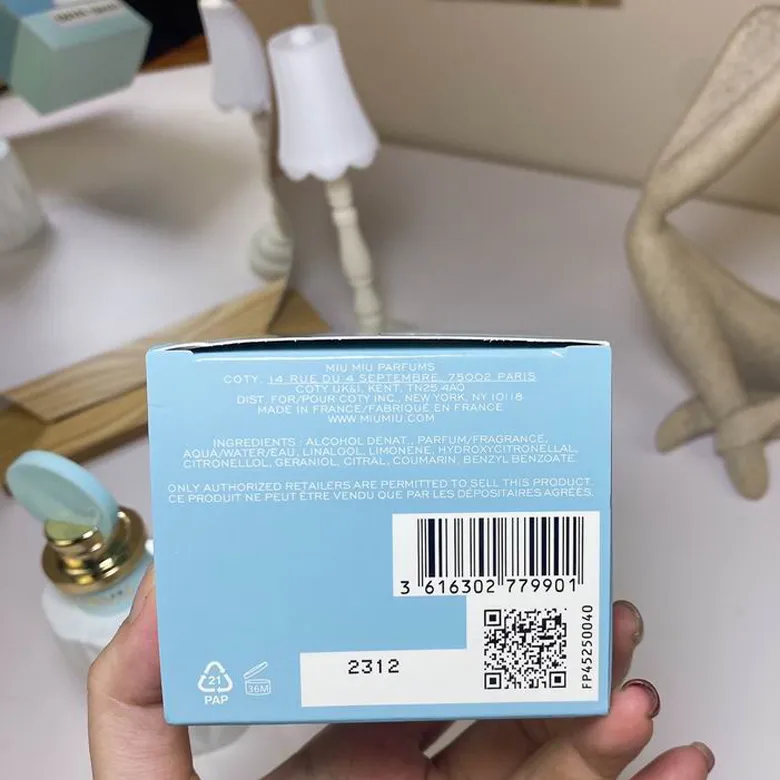 MIU MIU PARFUMS
COTY: 14 RUE DU 4 SEPTEMBRE, 75002 PARIS
COTY UK&I, KENT, TN25 4AQ
DIST. FOR/POUR COTY INC., NEW YORK, NY 10118
MADE IN FRANCE/FABRIQUÉ EN FRANCE
WWW.MIUMIU.COM
INGREDIENTS : ALCOHOL DENAT., PARFUM/FRAGRANCE,
AQUA/WATER/EAU, LINALOOL, LIMONENE, HYDROXYCITRONELLAL,
CITRONELLOL, GERANIOL, CITRAL, COUMARIN, BENZYL BENZOATE.
ONLY AUTHORIZED RETAILERS ARE PERMITTED TO SELL THIS PRODUCT.
CE PRODUIT NE PEUT ÊTRE VENDU QUE PAR LES DÉPOSITAIRES AGRÉÉS.
3 616302 779901
2312
FP45250040
21
PAP
36M